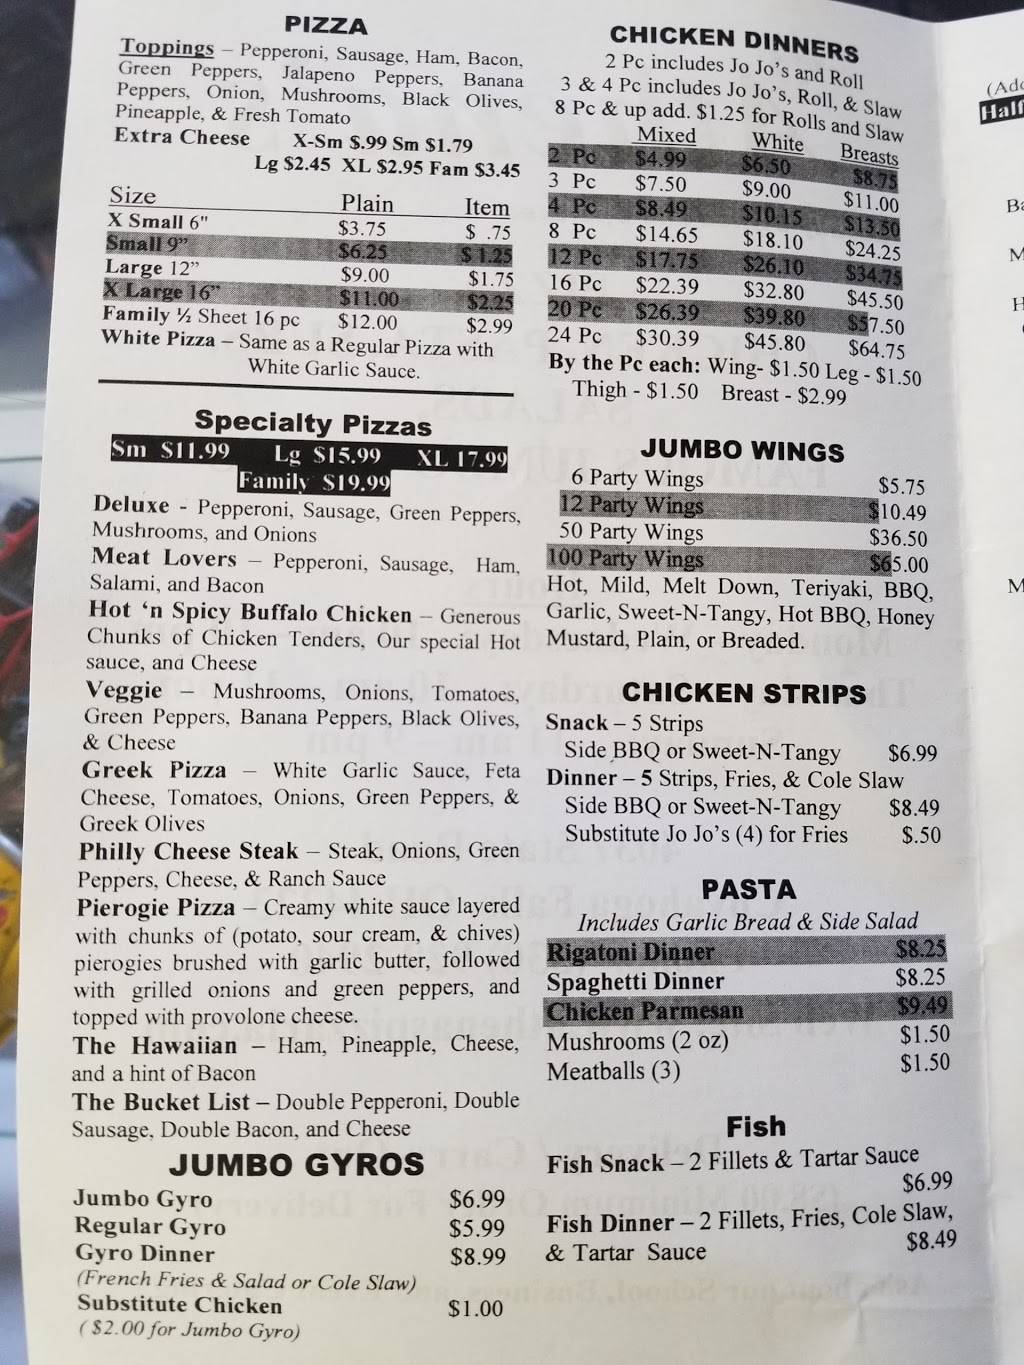 PIZZA
Toppings – Pepperoni, Sausage, Ham, Bacon,
Green Peppers, Jalapeno Peppers, Banana
Peppers, Onion, Mushrooms, Black Olives,
Pineapple, & Fresh Tomato
Extra Cheese X-Sm $.99 Sm $1.79
Lg $2.45 XL $2.95 Fam $3.45
Size Plain Item
X Small 6" $3.75 $ .75
Small 9” $6.25 $ 1.25
Large 12” $9.00 $1.75
X Large 16” $11.00 $2.25
Family ½ Sheet 16 pc $12.00 $2.99
White Pizza – Same as a Regular Pizza with
White Garlic Sauce.
Specialty Pizzas
Sm $11.99 Lg $15.99 XL 17.99
Family $19.99
Deluxe - Pepperoni, Sausage, Green Peppers,
Mushrooms, and Onions
Meat Lovers – Pepperoni, Sausage, Ham,
Salami, and Bacon
Hot ‘n Spicy Buffalo Chicken – Generous
Chunks of Chicken Tenders, Our special Hot
sauce, and Cheese
Veggie – Mushrooms, Onions, Tomatoes,
Green Peppers, Banana Peppers, Black Olives,
& Cheese
Greek Pizza – White Garlic Sauce, Feta
Cheese, Tomatoes, Onions, Green Peppers, &
Greek Olives
Philly Cheese Steak – Steak, Onions, Green
Peppers, Cheese, & Ranch Sauce
Pierogie Pizza – Creamy white sauce layered
with chunks of (potato, sour cream, & chives)
pierogies brushed with garlic butter, followed
with grilled onions and green peppers, and
topped with provolone cheese.
The Hawaiian – Ham, Pineapple, Cheese,
and a hint of Bacon
The Bucket List – Double Pepperoni, Double
Sausage, Double Bacon, and Cheese
JUMBO GYROS
Jumbo Gyro $6.99
Regular Gyro $5.99
Gyro Dinner $8.99
(French Fries & Salad or Cole Slaw)
Substitute Chicken $1.00
( $2.00 for Jumbo Gyro)
CHICKEN DINNERS
2 Pc includes Jo Jo’s and Roll
3 & 4 Pc includes Jo Jo’s, Roll, & Slaw
8 Pc & up add. $1.25 for Rolls and Slaw
Mixed White Breasts
2 Pc $4.99 $6.50 $8.75
3 Pc $7.50 $9.00 $11.00
4 Pc $8.49 $10.15 $13.50
8 Pc $14.65 $18.10 $24.25
12 Pc $17.75 $26.10 $34.75
16 Pc $22.39 $32.80 $45.50
20 Pc $26.39 $39.80 $57.50
24 Pc $30.39 $45.80 $64.75
By the Pc each: Wing- $1.50 Leg - $1.50
Thigh - $1.50 Breast - $2.99
JUMBO WINGS
6 Party Wings $5.75
12 Party Wings $10.49
50 Party Wings $36.50
100 Party Wings $65.00
Hot, Mild, Melt Down, Teriyaki, BBQ,
Garlic, Sweet-N-Tangy, Hot BBQ, Honey
Mustard, Plain, or Breaded.
CHICKEN STRIPS
Snack – 5 Strips
Side BBQ or Sweet-N-Tangy $6.99
Dinner – 5 Strips, Fries, & Cole Slaw
Side BBQ or Sweet-N-Tangy $8.49
Substitute Jo Jo’s (4) for Fries $.50
PASTA
Includes Garlic Bread & Side Salad
Rigatoni Dinner $8.25
Spaghetti Dinner $8.25
Chicken Parmesan $9.49
Mushrooms (2 oz) $1.50
Meatballs (3) $1.50
Fish
Fish Snack – 2 Fillets & Tartar Sauce
$6.99
Fish Dinner – 2 Fillets, Fries, Cole Slaw,
& Tartar Sauce $8.49
Half